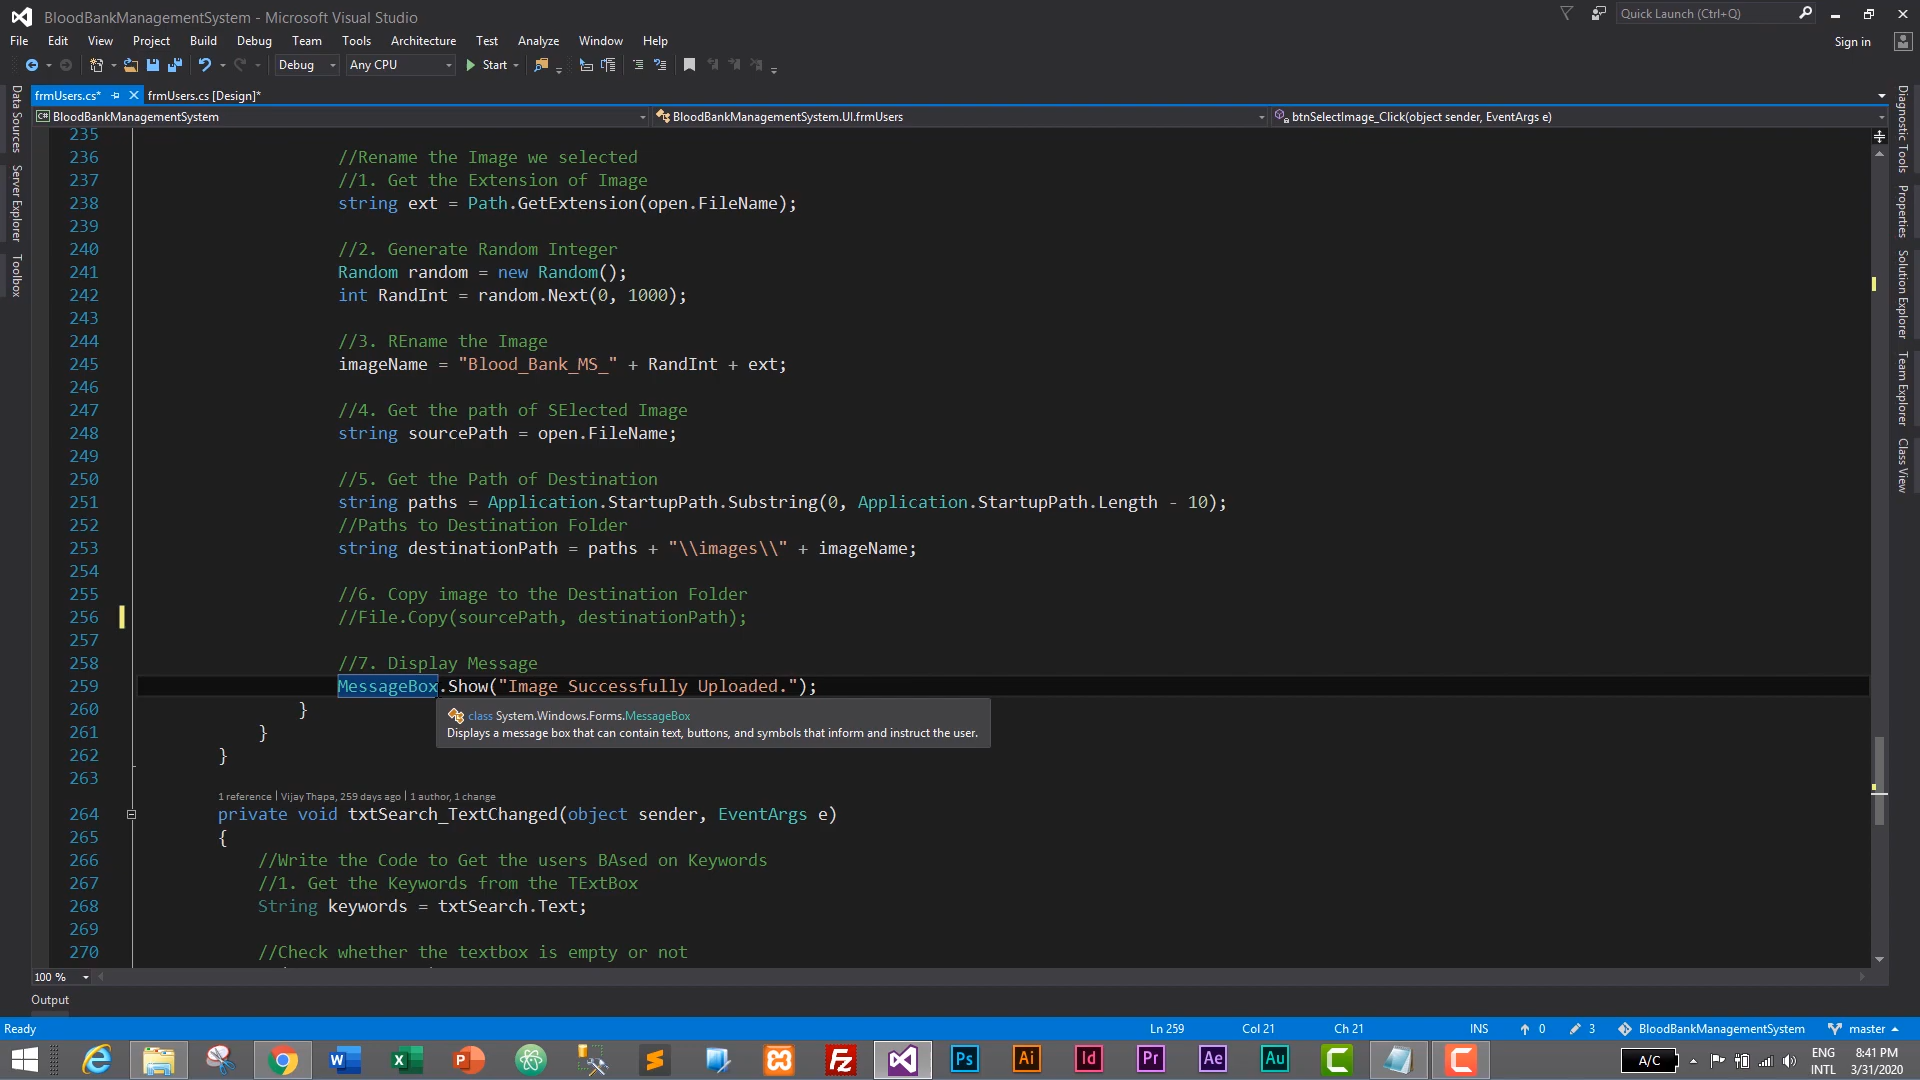 BloodBankManagementSystem - Microsoft Visual Studio
Quick Launch (Ctrl+Q)
File Edit View Project Build Debug Team Tools Architecture Test Analyze Window Help
Sign in
Debug Any CPU Start
frmUsers.cs* frmUsers.cs [Design]*
C# BloodBankManagementSystem BloodBankManagementSystem.UI.frmUsers btnSelectImage_Click(object sender, EventArgs e)
Data Sources
Server Explorer
Toolbox
Diagnostic Tools
Properties
Solution Explorer
Team Explorer
Class View
235
236 //Rename the Image we selected
237 //1. Get the Extension of Image
238 string ext = Path.GetExtension(open.FileName);
239
240 //2. Generate Random Integer
241 Random random = new Random();
242 int RandInt = random.Next(0, 1000);
243
244 //3. REname the Image
245 imageName = "Blood_Bank_MS_" + RandInt + ext;
246
247 //4. Get the path of SElected Image
248 string sourcePath = open.FileName;
249
250 //5. Get the Path of Destination
251 string paths = Application.StartupPath.Substring(0, Application.StartupPath.Length - 10);
252 //Paths to Destination Folder
253 string destinationPath = paths + "\\images\\" + imageName;
254
255 //6. Copy image to the Destination Folder
256 //File.Copy(sourcePath, destinationPath);
257
258 //7. Display Message
259 MessageBox.Show("Image Successfully Uploaded.");
260 }
class System.Windows.Forms.MessageBox
Displays a message box that can contain text, buttons, and symbols that inform and instruct the user.
261 }
262 }
263
1 reference | Vijay Thapa, 259 days ago | 1 author, 1 change
264 private void txtSearch_TextChanged(object sender, EventArgs e)
265 {
266 //Write the Code to Get the users BAsed on Keywords
267 //1. Get the Keywords from the TExtBox
268 String keywords = txtSearch.Text;
269
270 //Check whether the textbox is empty or not
100 %
Output
Ready Ln 259 Col 21 Ch 21 INS 0 3 BloodBankManagementSystem master
Ps Ai Id Pr Ae Au
A/C ENG 8:41 PM
INTL 3/31/2020